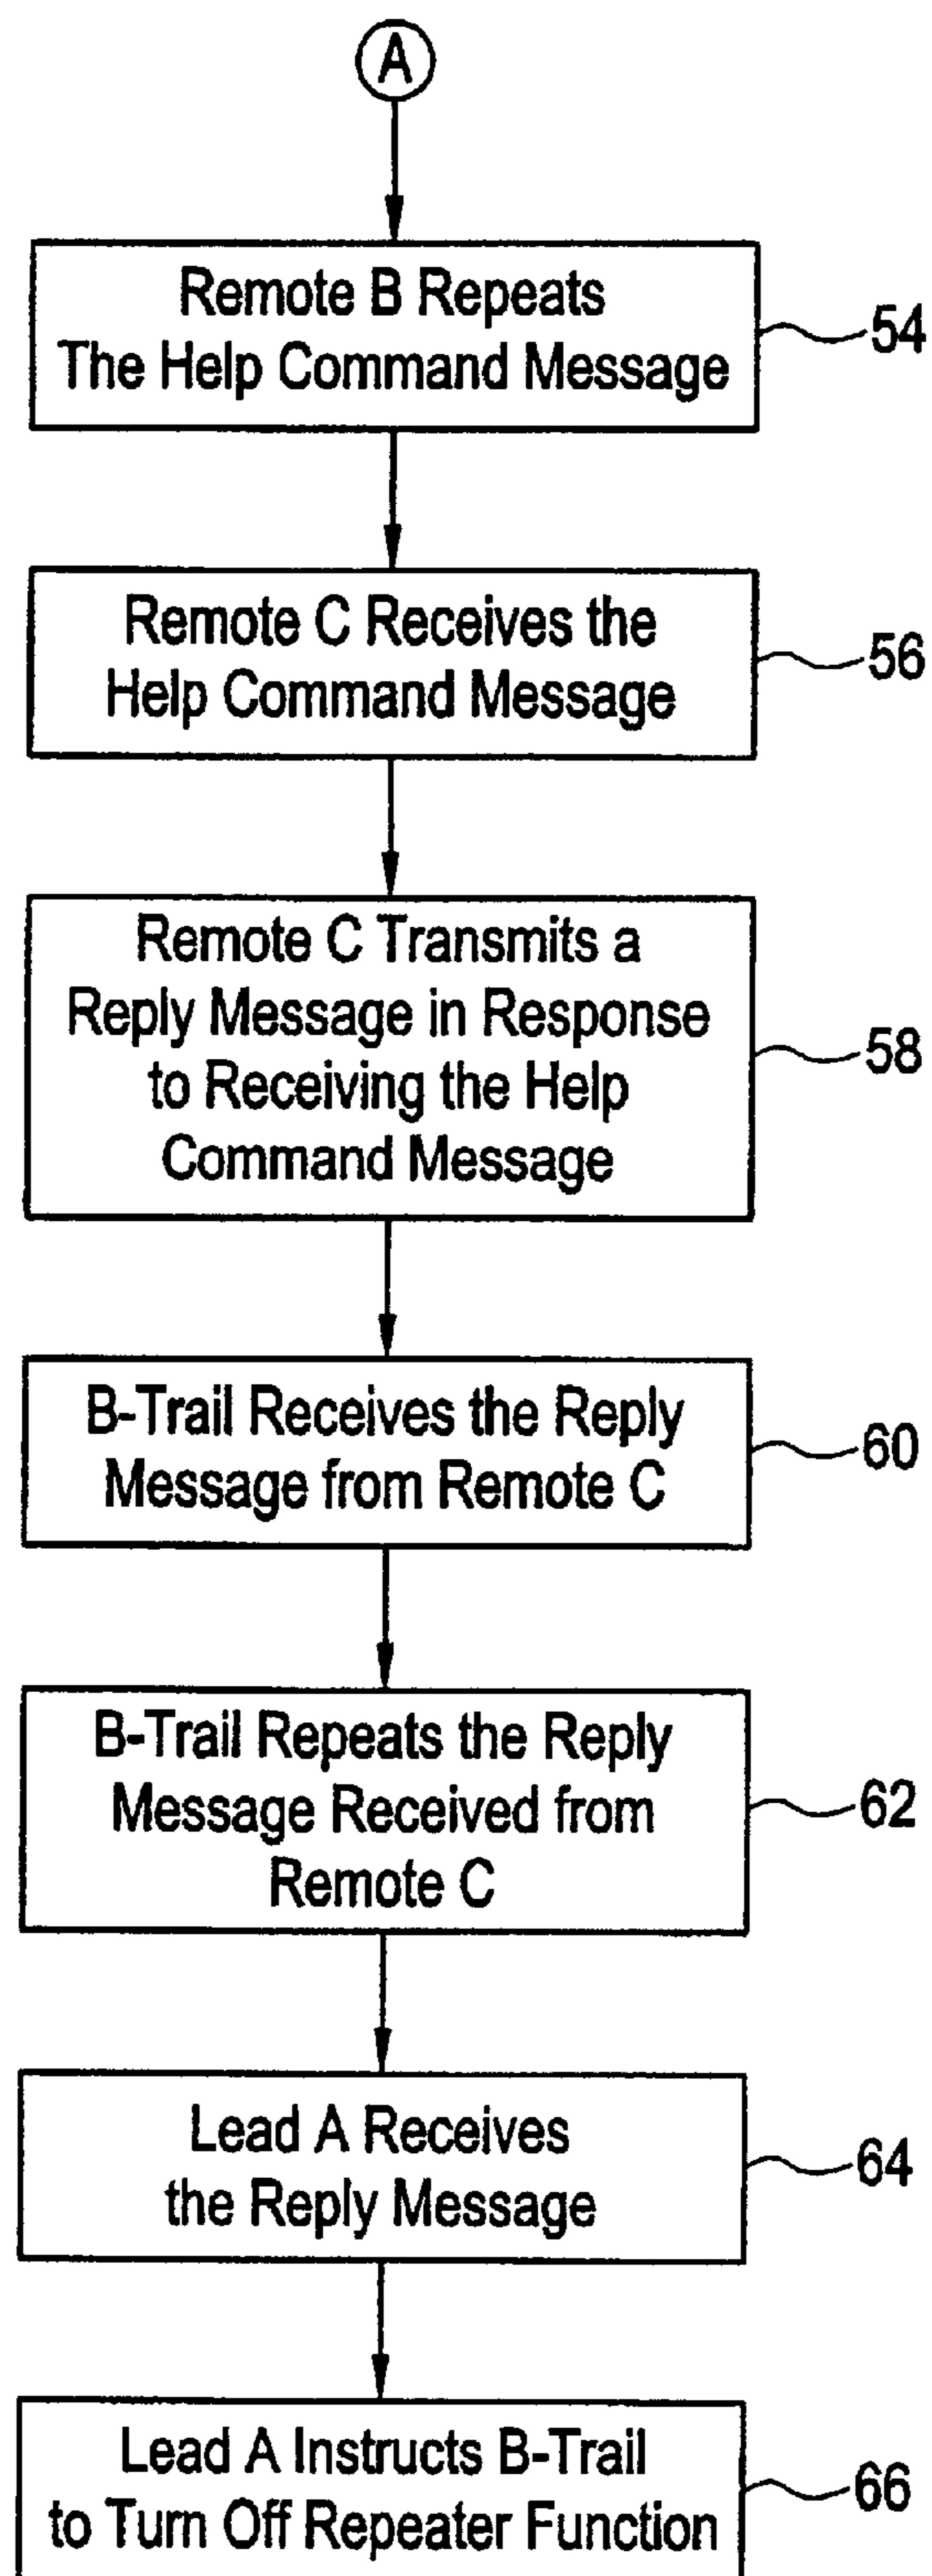 A
Remote B Repeats
The Help Command Message
54
Remote C Receives the
Help Command Message
56
Remote C Transmits a
Reply Message in Response
to Receiving the Help
Command Message
58
B-Trail Receives the Reply
Message from Remote C
60
B-Trail Repeats the Reply
Message Received from
Remote C
62
Lead A Receives
the Reply Message
64
Lead A Instructs B-Trail
to Turn Off Repeater Function
66